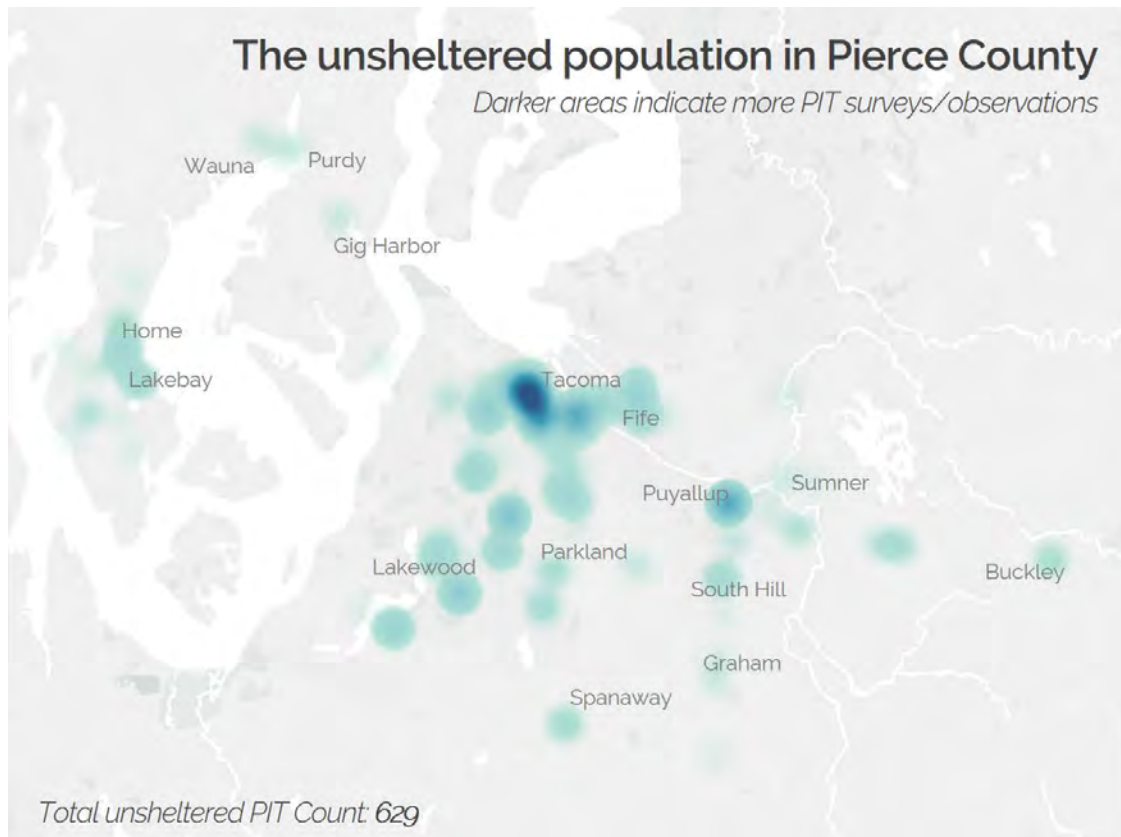 The unsheltered population in Pierce County
Darker areas indicate more PIT surveys/observations
Wauna
Purdy
Gig Harbor
Home
Lakebay
Tacoma
Fife
Puyallup
Sumner
Lakewood
Parkland
South Hill
Buckley
Graham
Spanaway
Total unsheltered PIT Count: 629